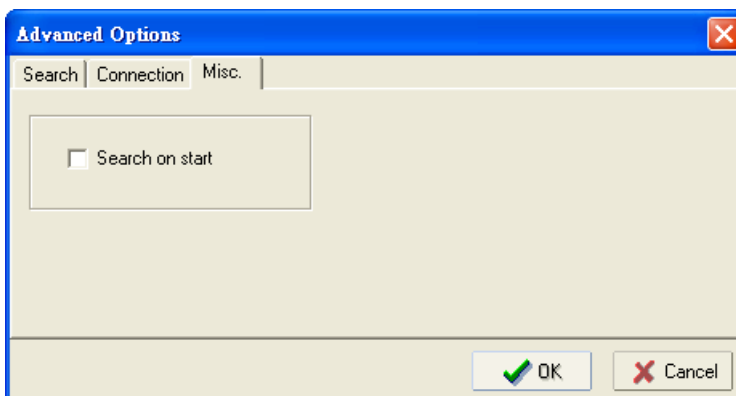 Advanced Options
Search Connection Misc.
Search on start
OK Cancel